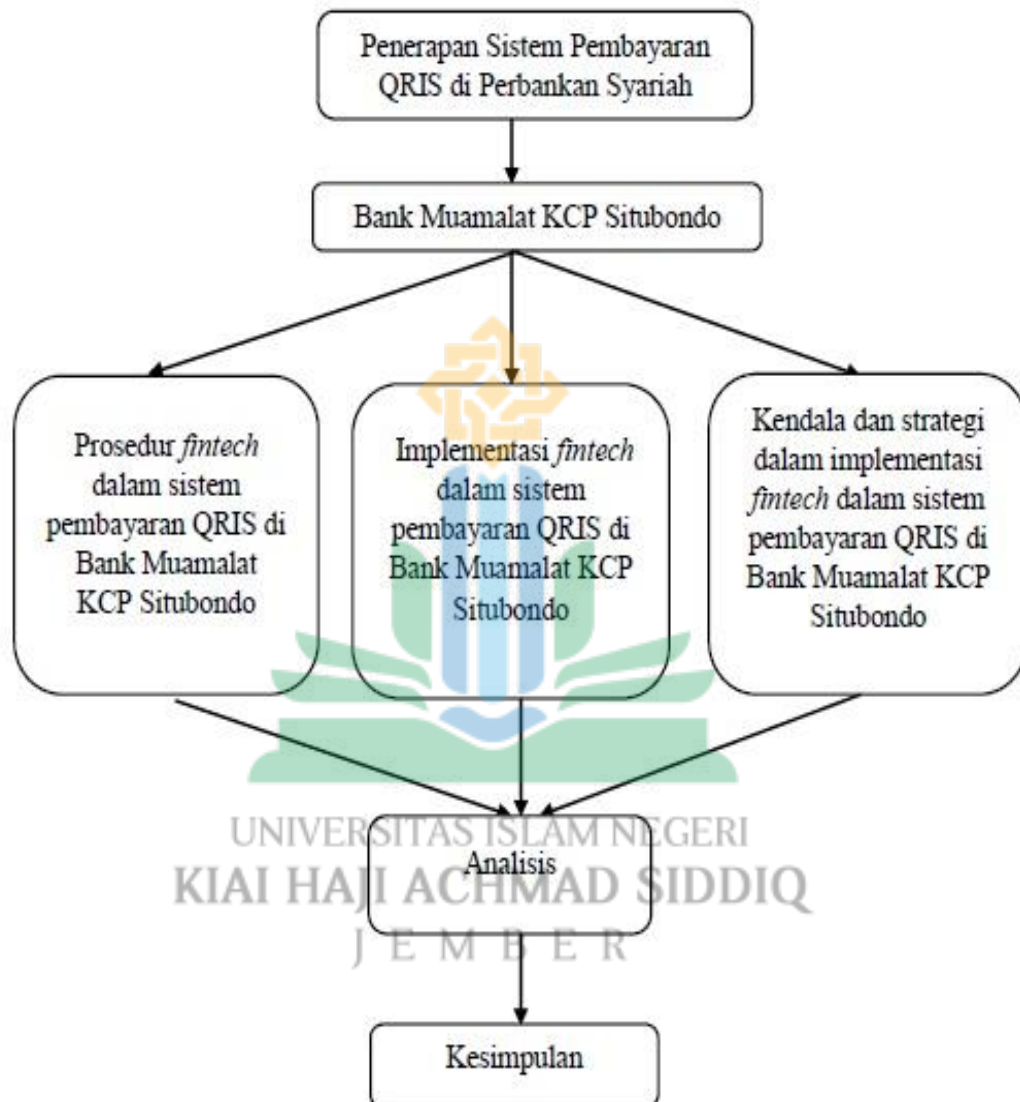 Penerapan Sistem Pembayaran
QRIS di Perbankan Syariah
Bank Muamalat KCP Situbondo
Prosedur fintech
dalam sistem
pembayaran QRIS di
Bank Muamalat
KCP Situbondo
Implementasi fintech
dalam sistem
pembayaran QRIS di
Bank Muamalat KCP
Situbondo
Kendala dan strategi
dalam implementasi
fintech dalam sistem
pembayaran QRIS di
Bank Muamalat KCP
Situbondo
UNIVERSITAS ISLAM NEGERI
Analisis
KIAI HAJI ACHMAD SIDDIQ
JEMBER
Kesimpulan